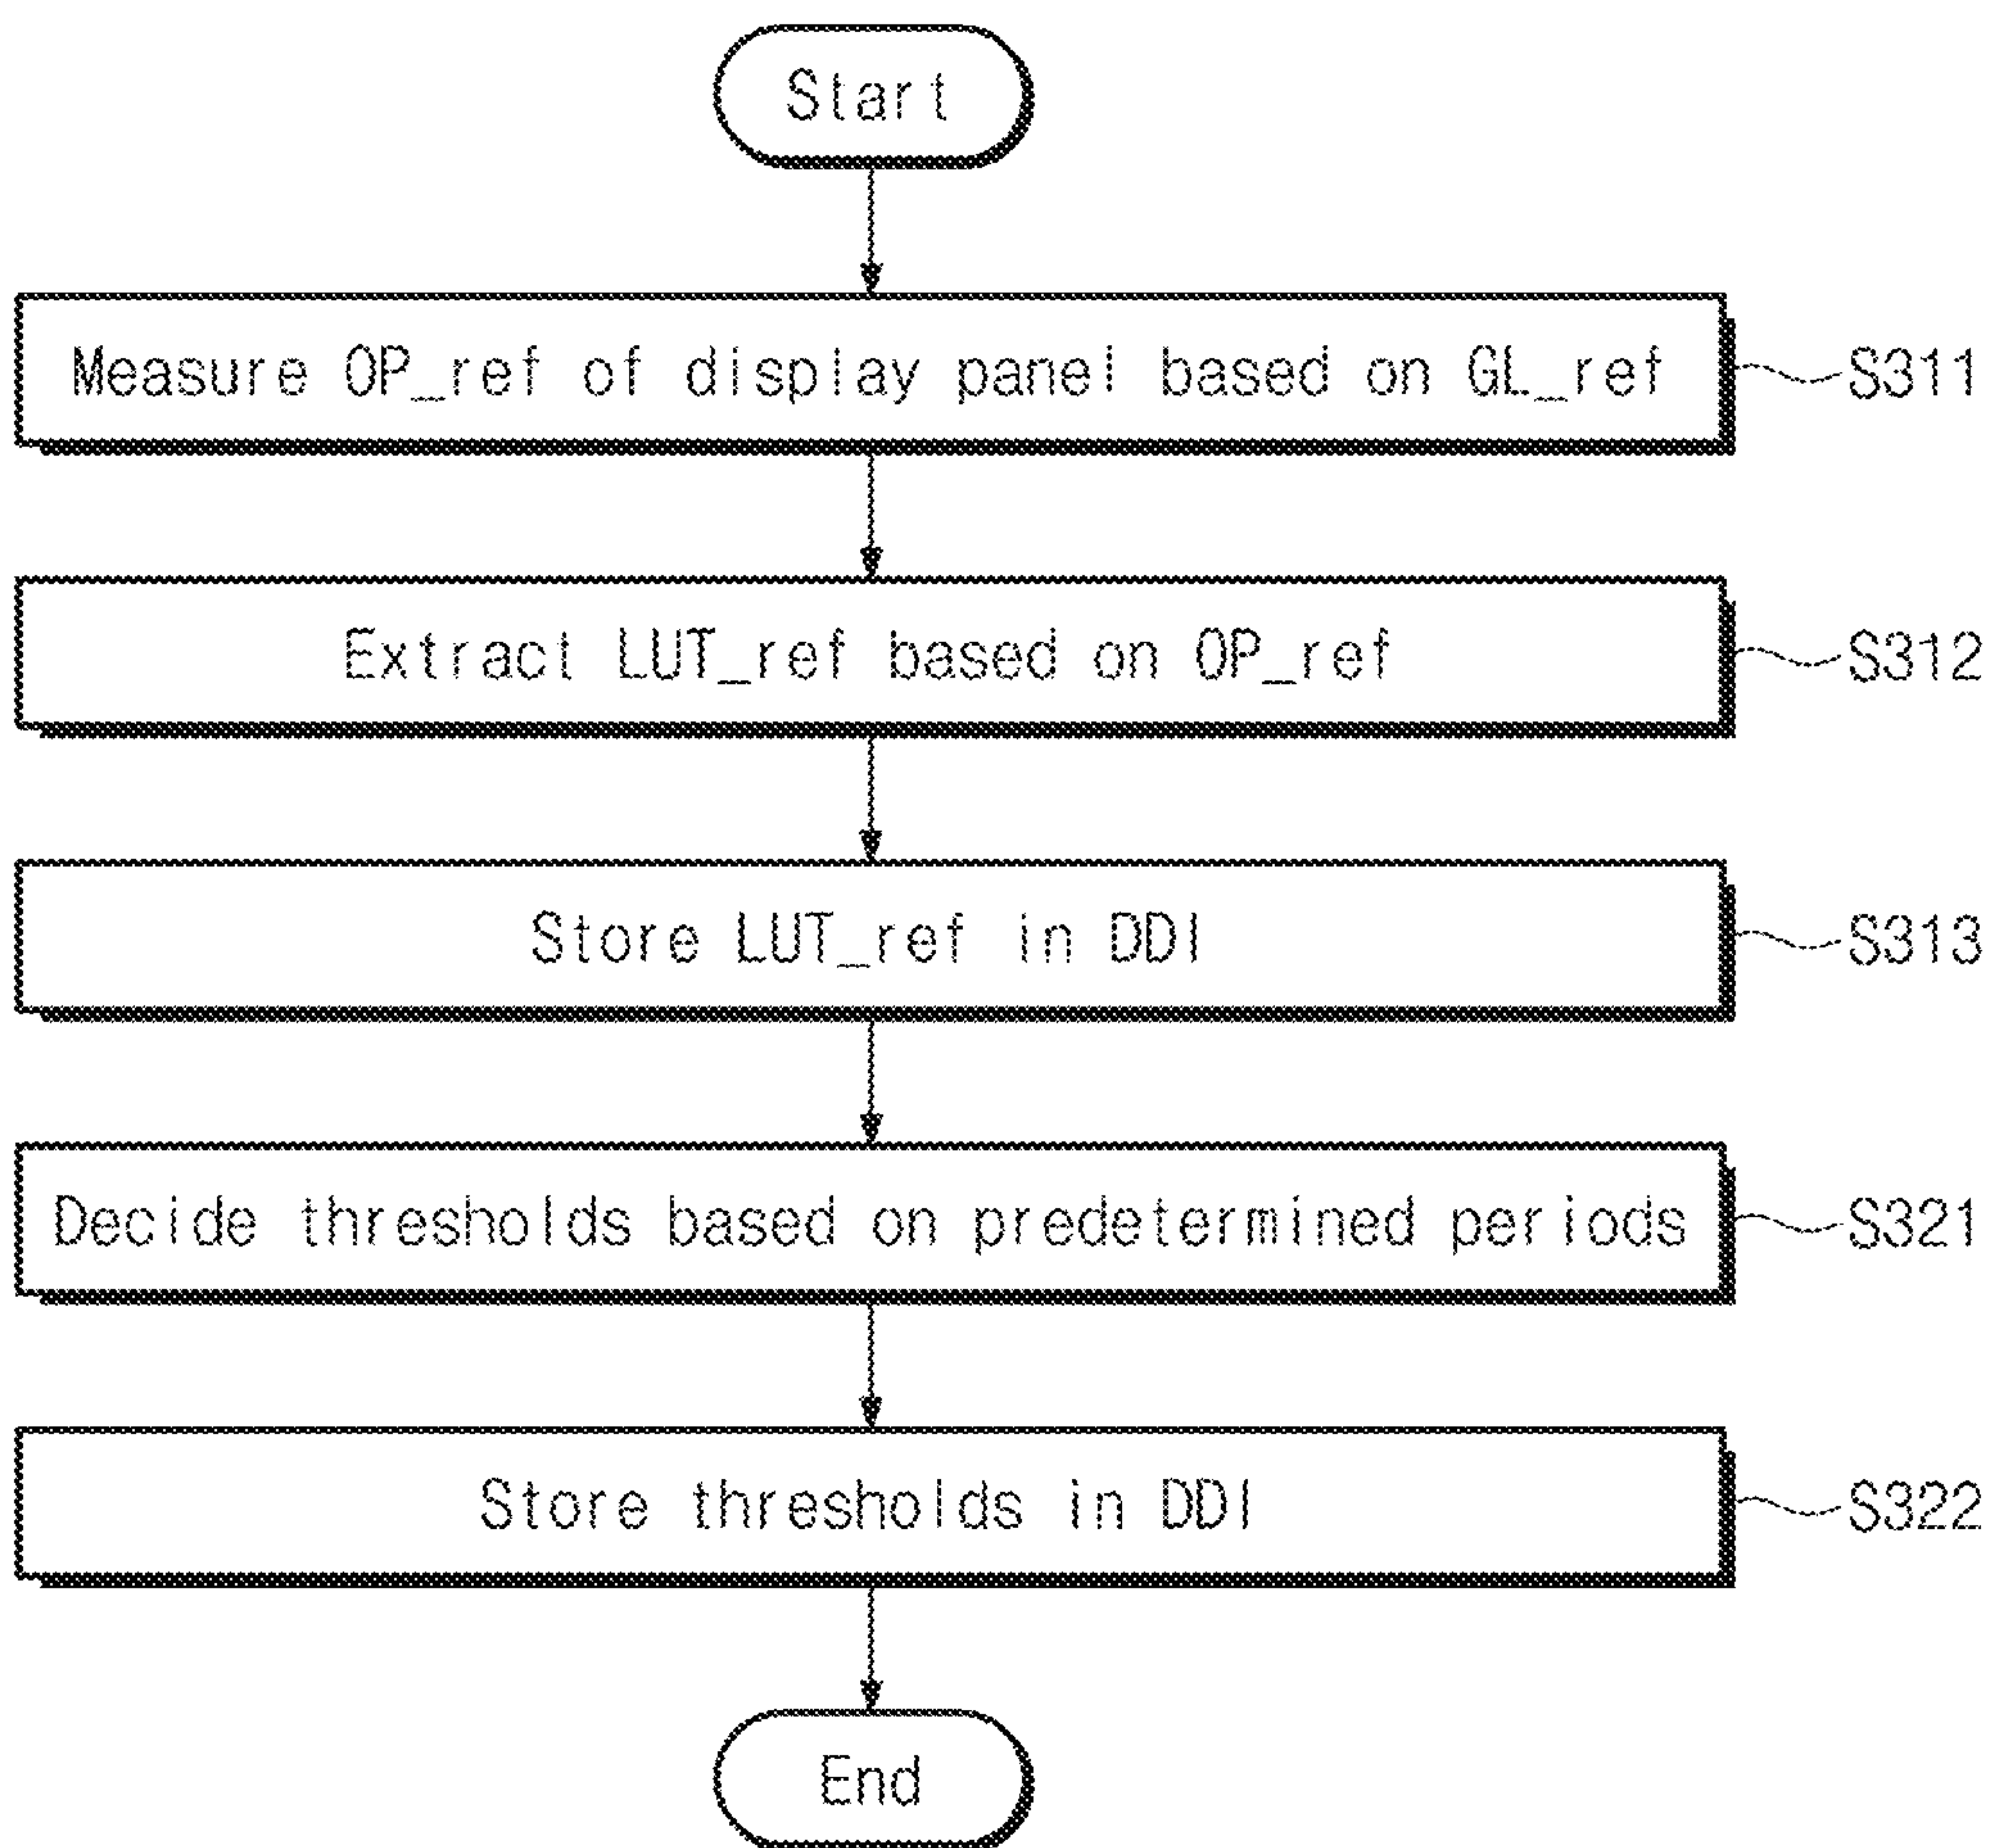 Start
Measure OP_ref of display panel based on GL_ref
S311
Extract LUT_ref based on OP_ref
S312
Store LUT_ref in DDI
S313
Decide thresholds based on predetermined periods
S321
Store thresholds in DDI
S322
End